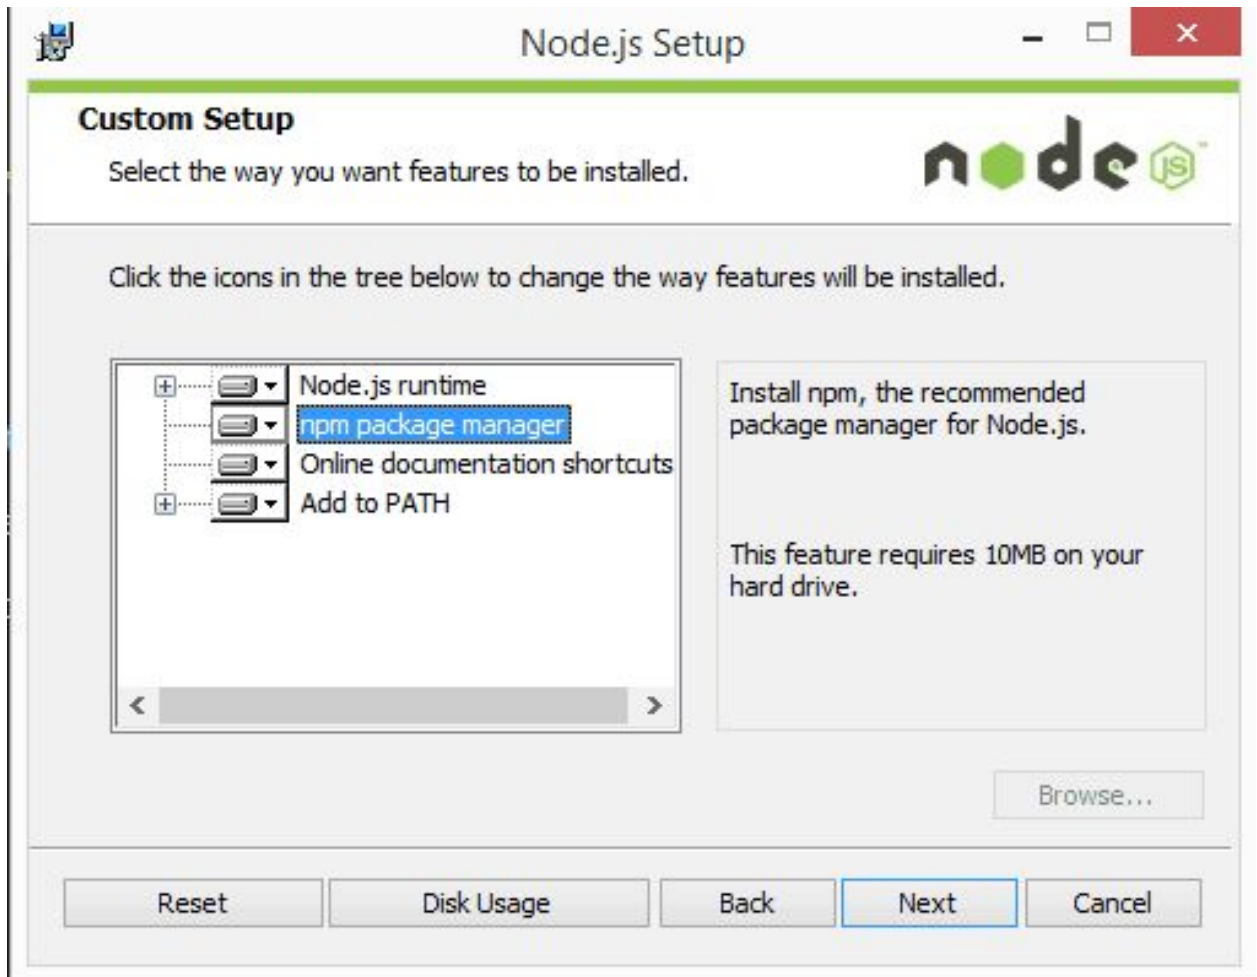 Node.js Setup
Custom Setup
Select the way you want features to be installed.
node JS ™
Click the icons in the tree below to change the way features will be installed.
Node.js runtime
npm package manager
Online documentation shortcuts
Add to PATH
Install npm, the recommended
package manager for Node.js.
This feature requires 10MB on your
hard drive.
Browse...
Reset
Disk Usage
Back
Next
Cancel